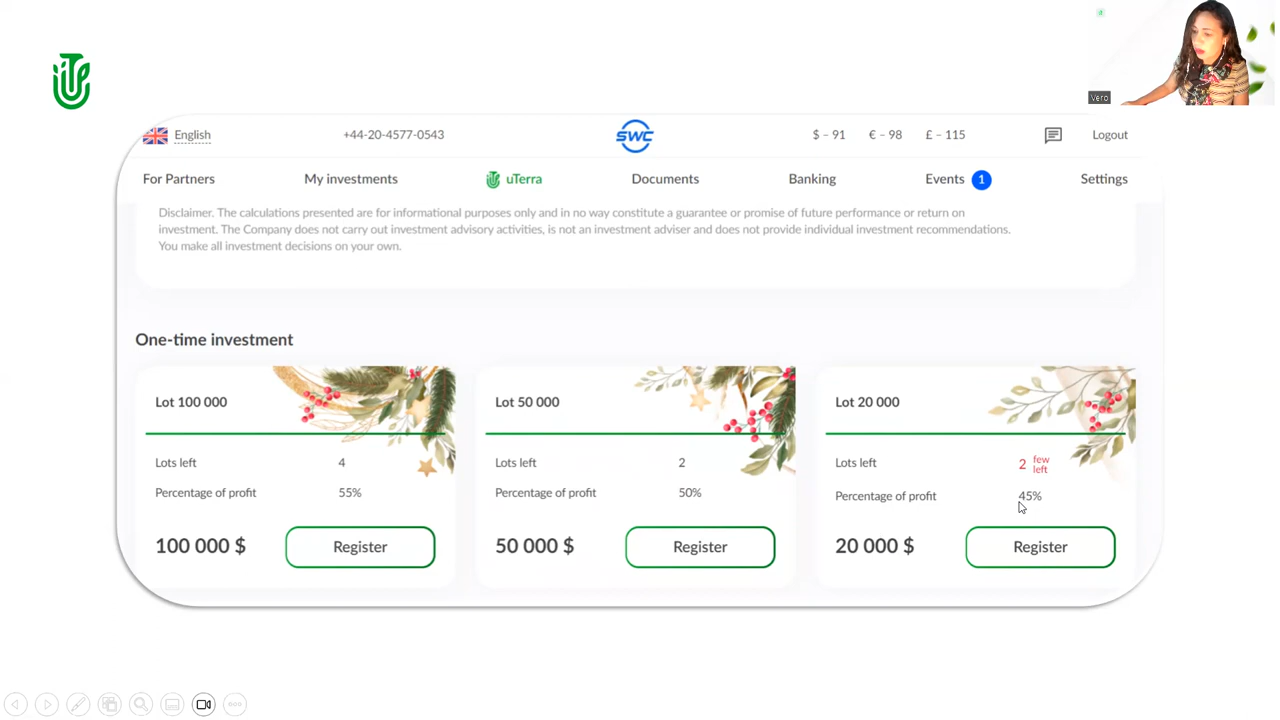 Vero
English
+44-20-4577-0543
SWC
$ – 91
€ – 98
£ – 115
Logout
For Partners
My investments
uTerra
Documents
Banking
Events 1
Settings
Disclaimer. The calculations presented are for informational purposes only and in no way constitute a guarantee or promise of future performance or return on
investment. The Company does not carry out investment advisory activities, is not an investment adviser and does not provide individual investment recommendations.
You make all investment decisions on your own.
One-time investment
Lot 100 000
Lots left 4
Percentage of profit 55%
100 000 $
Register
Lot 50 000
Lots left 2
Percentage of profit 50%
50 000 $
Register
Lot 20 000
Lots left 2 few
left
Percentage of profit 45%
20 000 $
Register